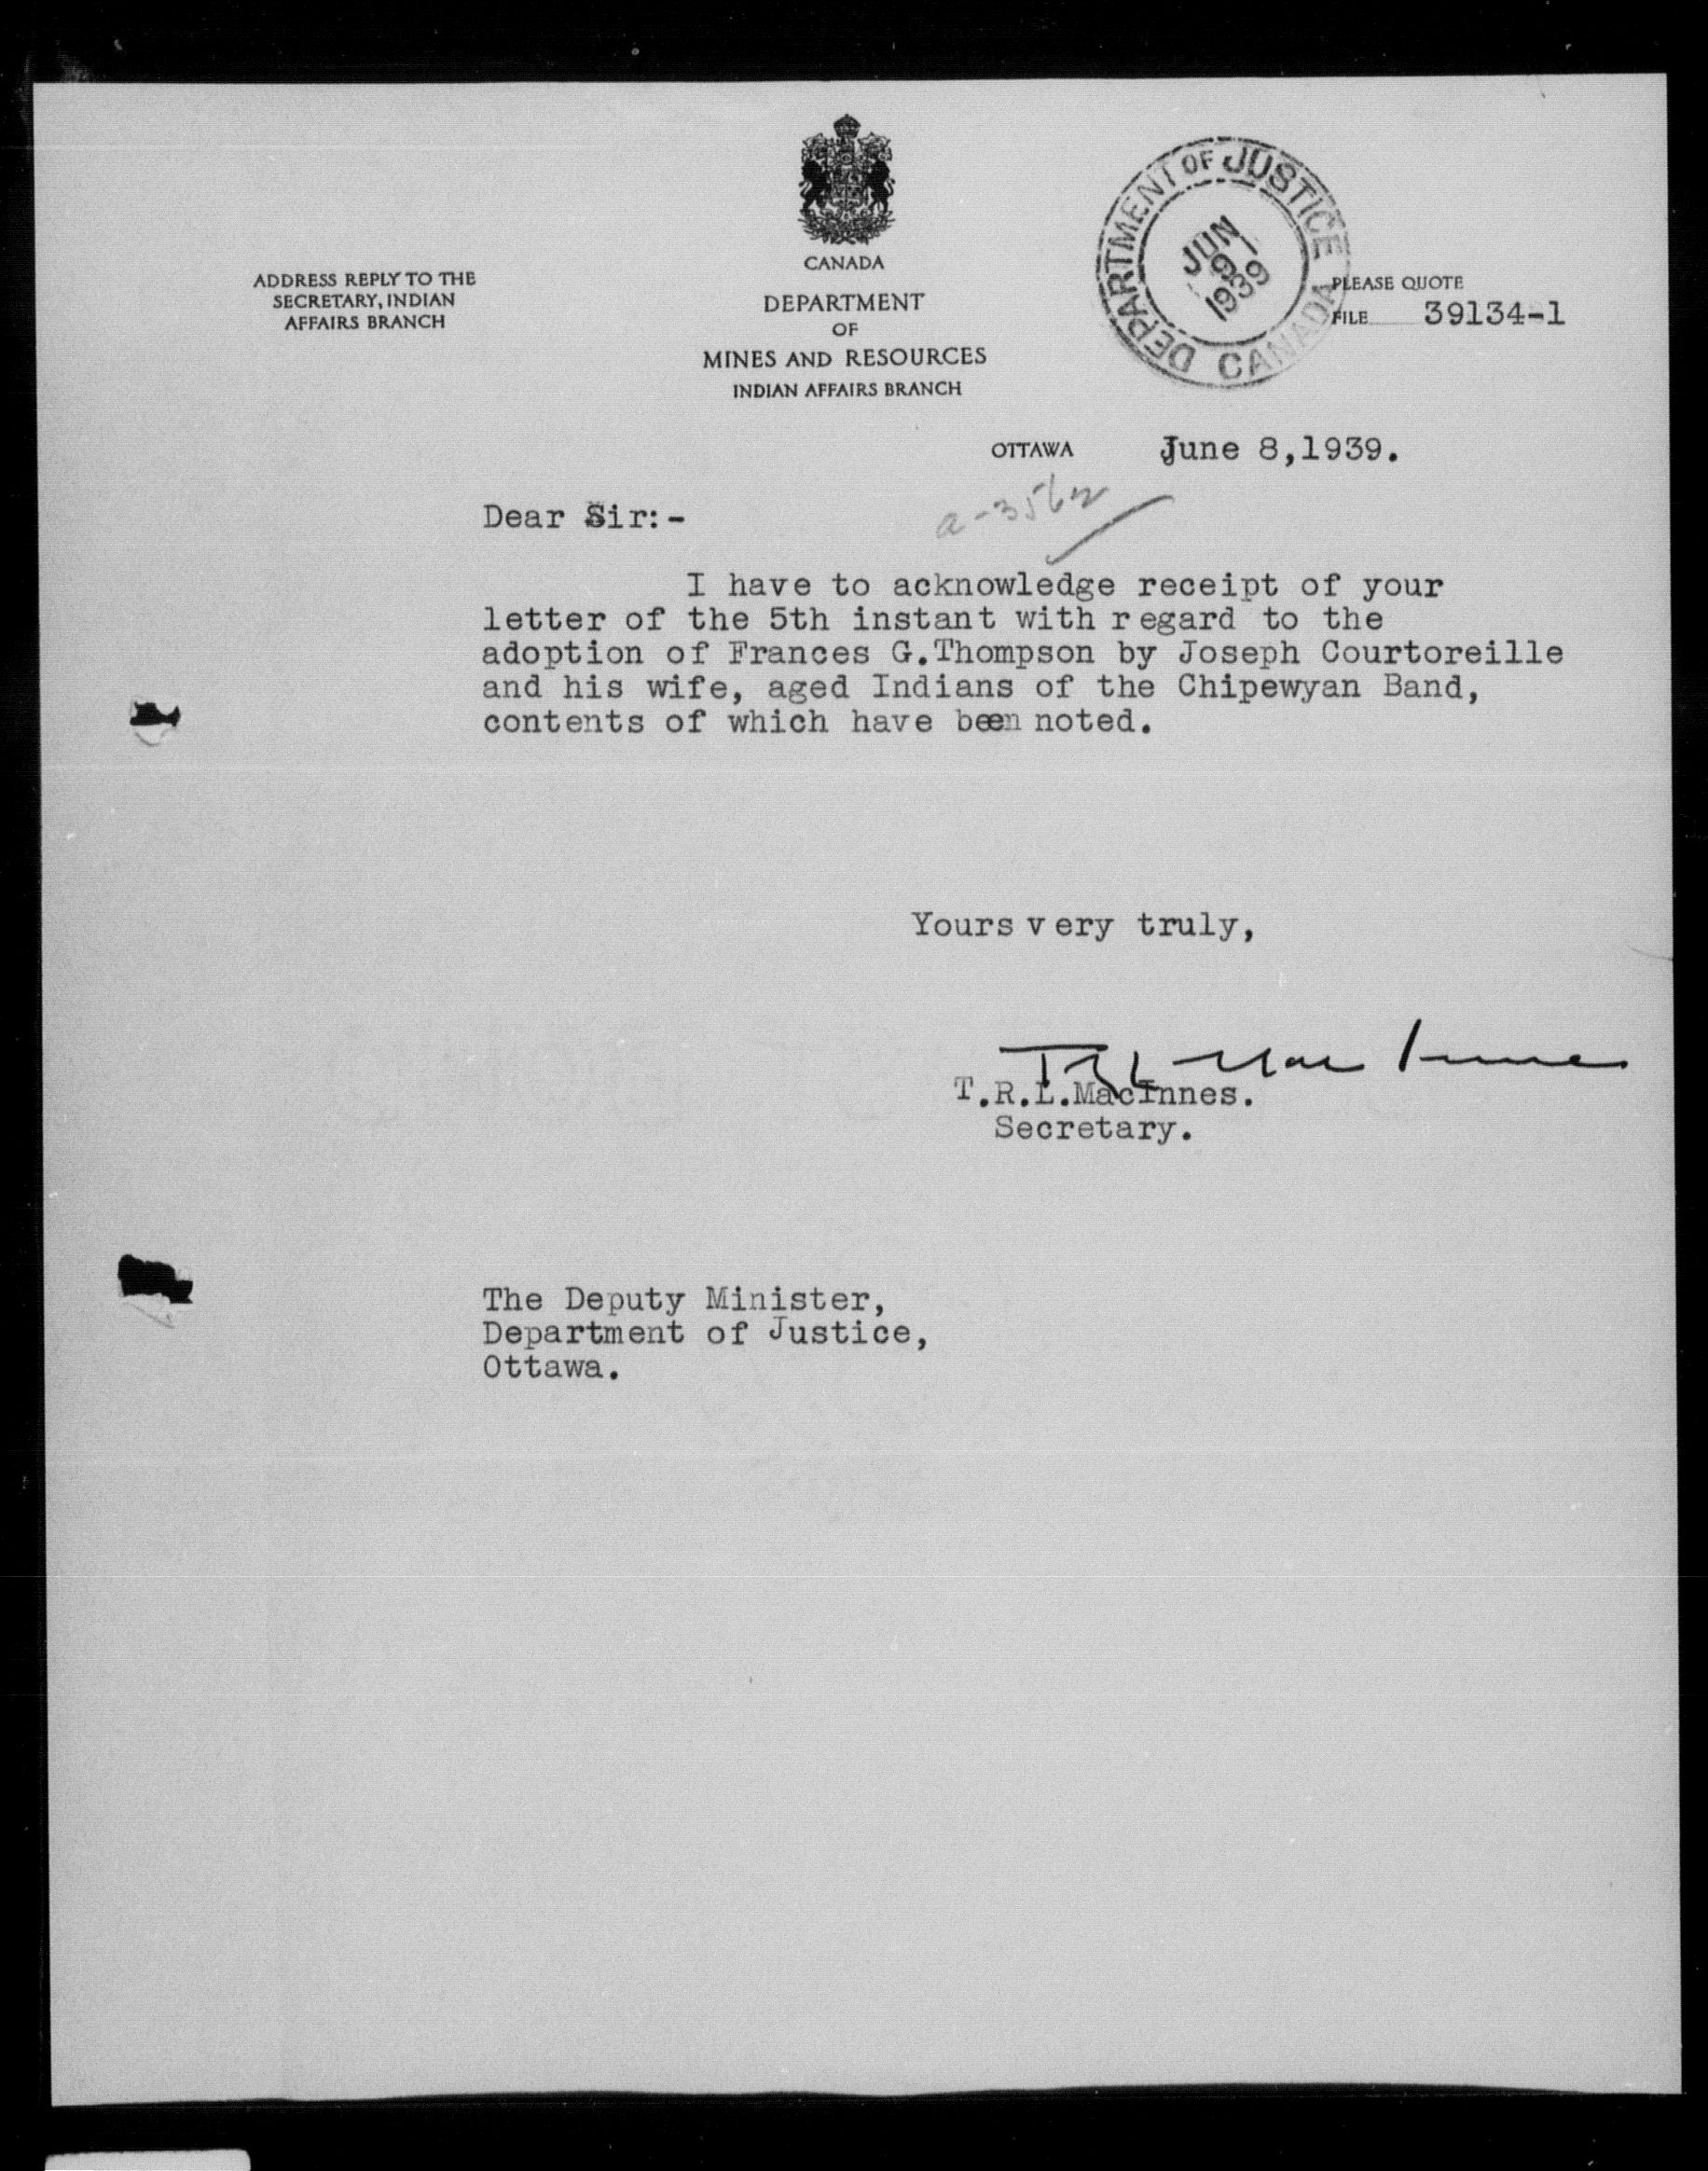 CANADA
DEPARTMENT
OF
MINES AND RESOURCES
INDIAN AFFAIRS BRANCH
ADDRESS REPLY TO THE
SECRETARY, INDIAN
AFFAIRS BRANCH
DEPARTMENT OF JUSTICE CANADA
JUN
9
1939
PLEASE QUOTE
FILE 39134-1
OTTAWA June 8,1939.
a-3562
Dear Sir:-
I have to acknowledge receipt of your
letter of the 5th instant with regard to the
adoption of Frances G.Thompson by Joseph Courtoreille
and his wife, aged Indians of the Chipewyan Band,
contents of which have been noted.
Yours very truly,
T R L MacInnes
T.R.L.MacInnes.
Secretary.
The Deputy Minister,
Department of Justice,
Ottawa.